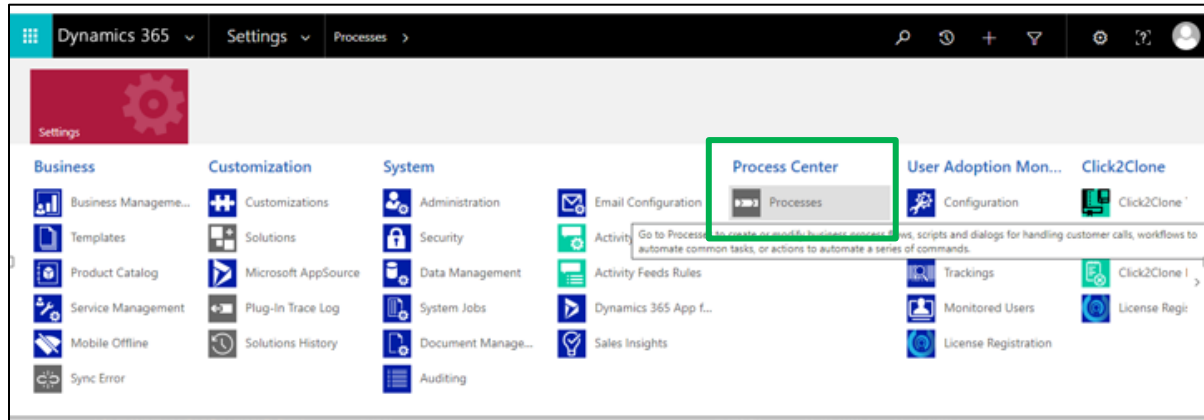 Dynamics 365
Settings
Processes >
Settings
Business
Business Manageme...
Templates
Product Catalog
Service Management
Mobile Offline
Sync Error
Customization
Customizations
Solutions
Microsoft AppSource
Plug-In Trace Log
Solutions History
System
Administration
Security
Data Management
System Jobs
Document Manage...
Auditing
Email Configuration
Activity
Activity Feeds Rules
Dynamics 365 App f...
Sales Insights
Process Center
Processes
Go to Processes to create or modify business process flows, scripts and dialogs for handling customer calls, workflows to
automate common tasks, or actions to automate a series of commands.
User Adoption Mon...
Configuration
Trackings
Monitored Users
License Registration
Click2Clone
Click2Clone
Click2Clone
License Regis